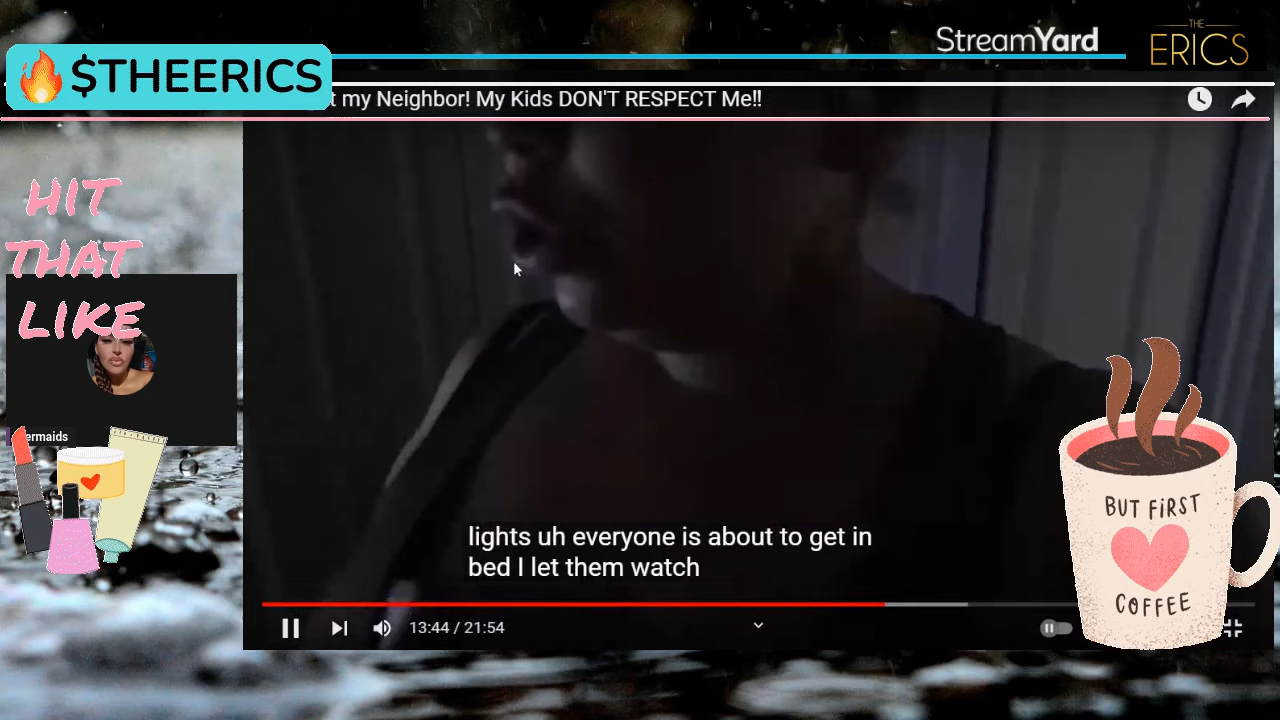 StreamYard
THE
ERICS
$THEERICS
t my Neighbor! My Kids DON'T RESPECT Me!!
HIT
THAT
LIKE
ermaids
BUT FIRST
COFFEE
lights uh everyone is about to get in
bed I let them watch
13:44 / 21:54